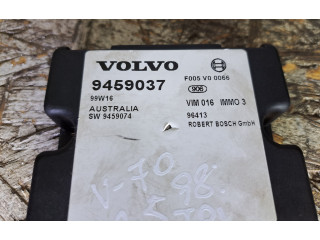 VOLVO
F005 V0 0066
9459037
906
99W16
VIM 016 IMMO 3
AUSTRALIA
96413
SW 9459074
ROBERT BOSCH GmbH
V-70
98